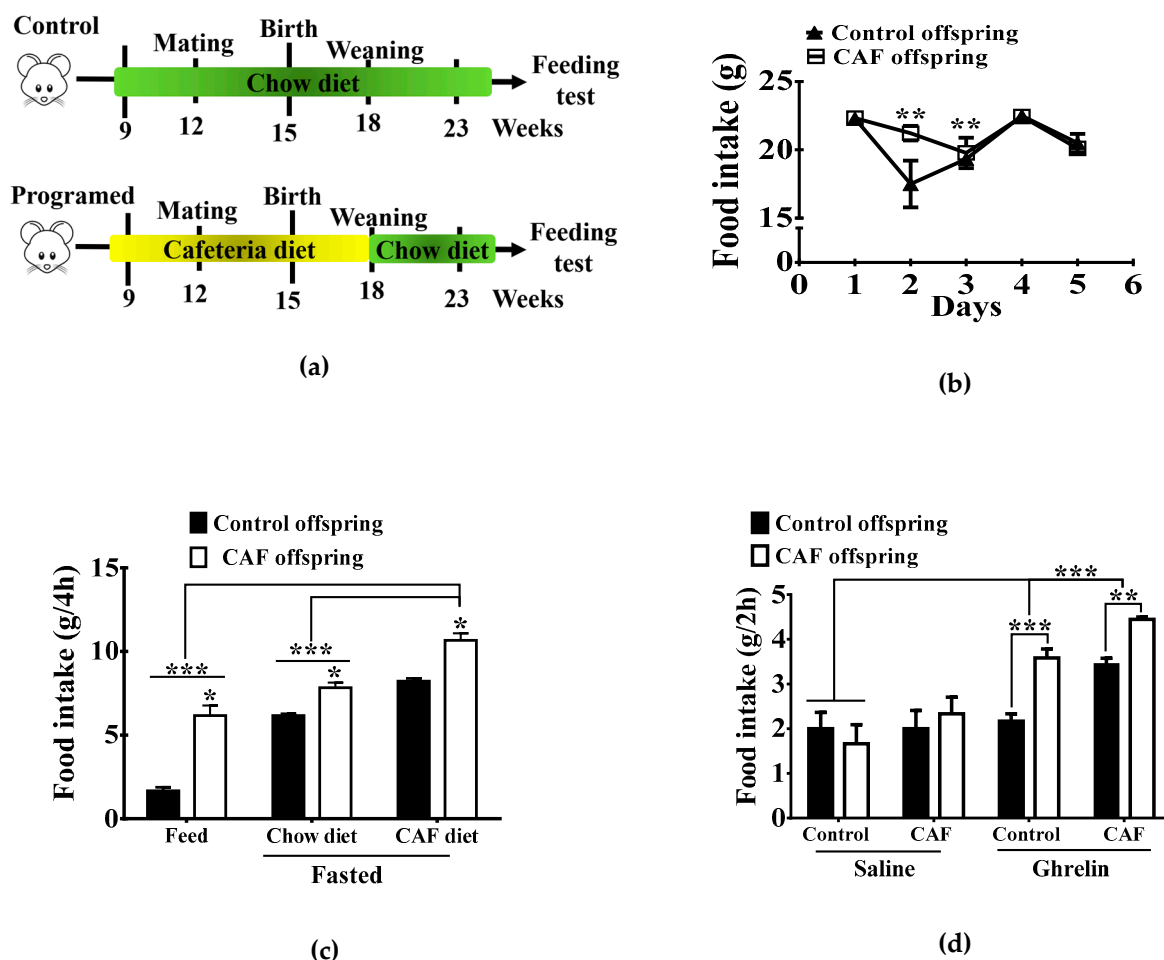 Control
Mating
Birth
Weaning
Chow diet
Feeding
test
9
12
15
18
23
Weeks
Programed
Mating
Birth
Weaning
Cafeteria diet
Chow diet
Feeding
test
9
12
15
18
23
Weeks
(a)
Control offspring
CAF offspring
Food intake (g)
25
20
15
0
**
**
0 1 2 3 4 5 6
Days
(b)
Control offspring
CAF offspring
Food intake (g/4h)
15
10
5
0
***
*
***
*
*
Feed
Chow diet
CAF diet
Fasted
(c)
Control offspring
CAF offspring
Food intake (g/2h)
5
4
3
2
1
0
***
**
***
Control
CAF
Control
CAF
Saline
Ghrelin
(d)